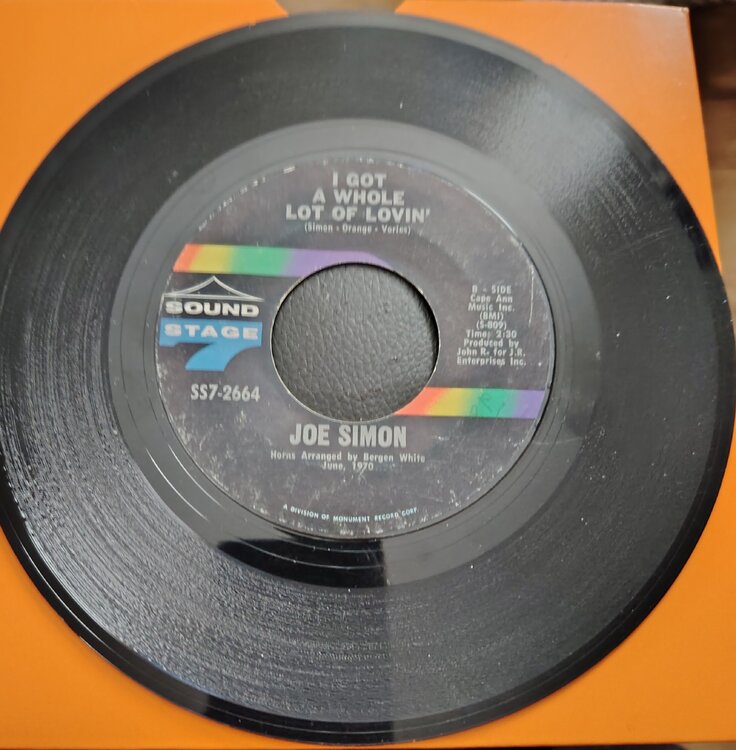 I GOT
A WHOLE
LOT OF LOVIN'
(Simon - Orange - Varies)
SOUND
STAGE
7
SS7-2664
B - SIDE
Cape Ann
Music Inc.
(BMI)
(S-809)
Time: 2:30
Produced by
John R. for J.R.
Enterprises Inc.
JOE SIMON
Horns Arranged by Bergen White
June, 1970
A DIVISION OF MONUMENT RECORD CORP.